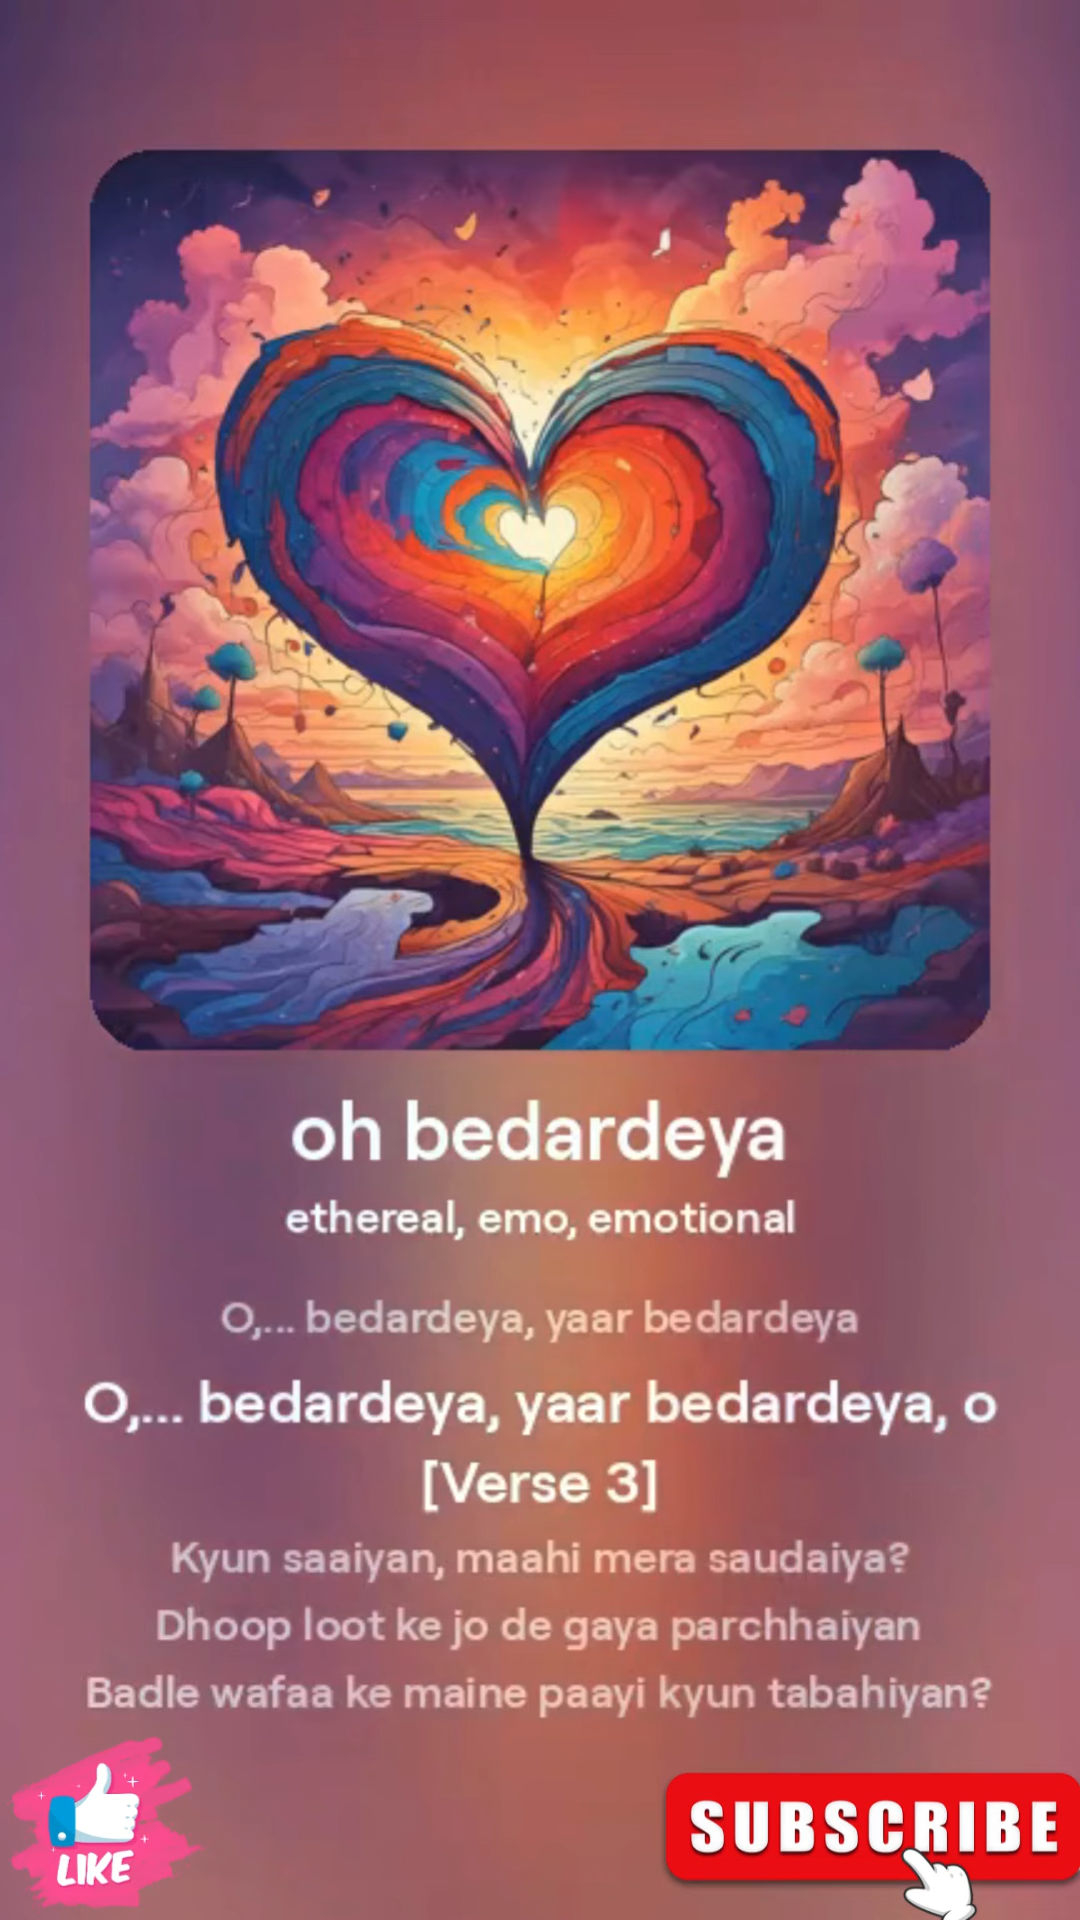 oh bedardeya
ethereal, emo, emotional
O,... bedardeya, yaar bedardeya
O,... bedardeya, yaar bedardeya, o
[Verse 3]
Kyun saaiyan, maahi mera saudaiya?
Dhoop loot ke jo de gaya parchhaiyan
Badle wafaa ke maine paayi kyun tabahiyan?
LIKE
SUBSCRIBE